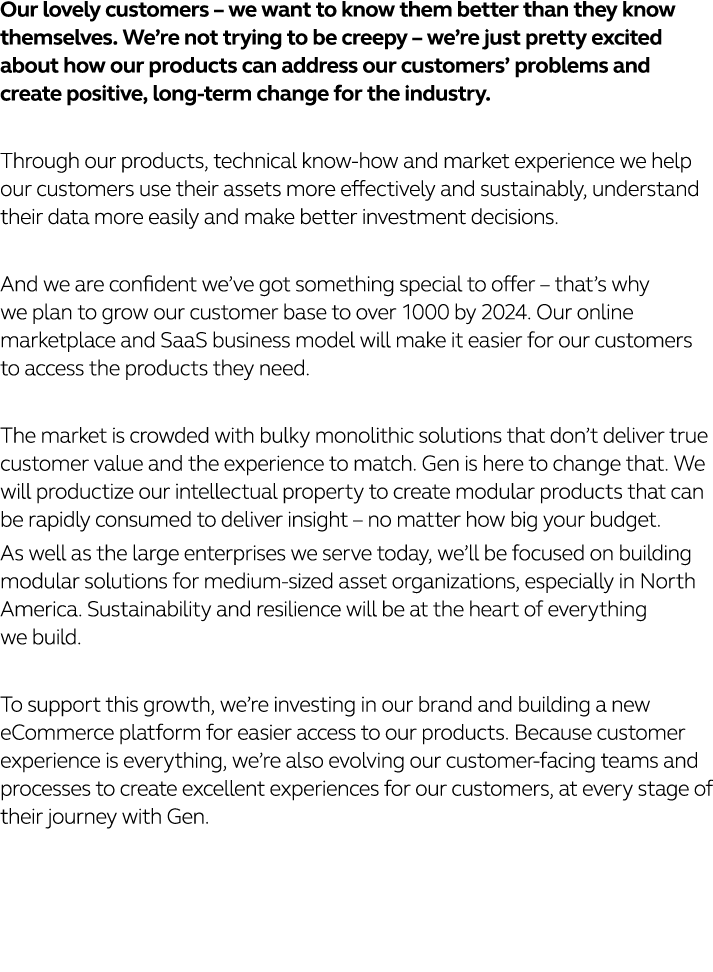 Our lovely customers – we want to know them better than they know
themselves. We’re not trying to be creepy – we’re just pretty excited
about how our products can address our customers’ problems and
create positive, long-term change for the industry.
Through our products, technical know-how and market experience we help
our customers use their assets more effectively and sustainably, understand
their data more easily and make better investment decisions.
And we are confident we’ve got something special to offer – that’s why
we plan to grow our customer base to over 1000 by 2024. Our online
marketplace and SaaS business model will make it easier for our customers
to access the products they need.
The market is crowded with bulky monolithic solutions that don’t deliver true
customer value and the experience to match. Gen is here to change that. We
will productize our intellectual property to create modular products that can
be rapidly consumed to deliver insight – no matter how big your budget.
As well as the large enterprises we serve today, we’ll be focused on building
modular solutions for medium-sized asset organizations, especially in North
America. Sustainability and resilience will be at the heart of everything
we build.
To support this growth, we’re investing in our brand and building a new
eCommerce platform for easier access to our products. Because customer
experience is everything, we’re also evolving our customer-facing teams and
processes to create excellent experiences for our customers, at every stage of
their journey with Gen.